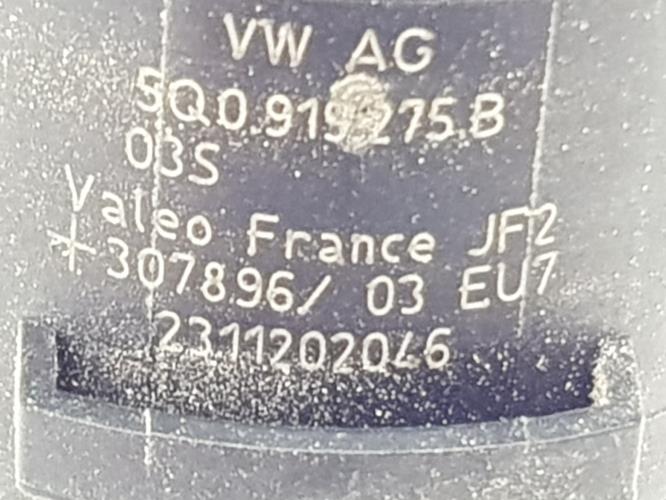 VW AG
5Q0.919.275.B
03S
Valeo France JF2
+307896/ 03 EU7
2311202046